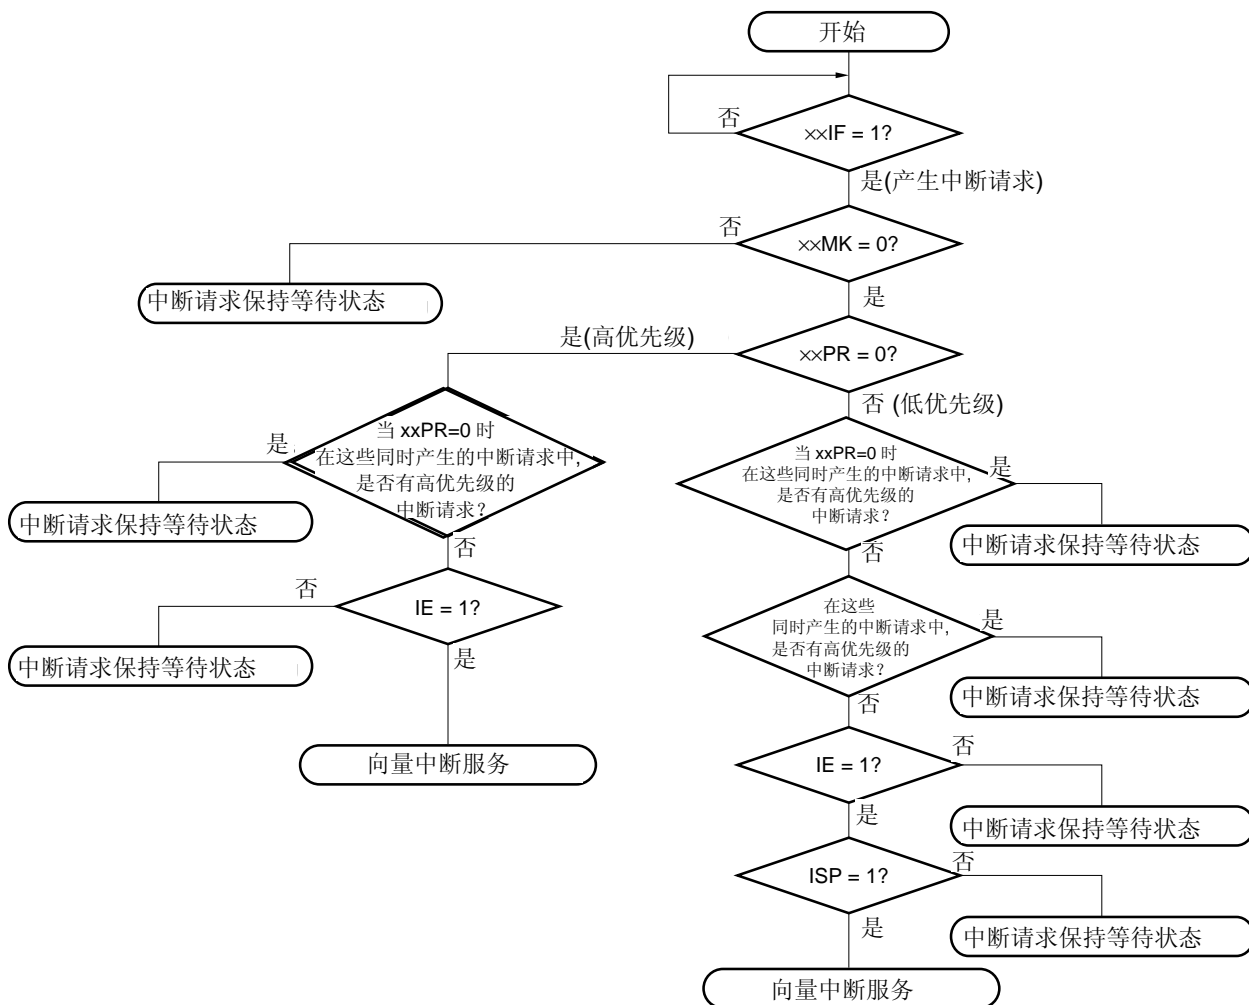 开始
否
××IF = 1?
是(产生中断请求)
否
××MK = 0?
中断请求保持等待状态
是
是(高优先级)
××PR = 0?
否 (低优先级)
当 xxPR=0 时
在这些同时产生的中断请求中,
是否有高优先级的
中断请求？
是
中断请求保持等待状态
否
当 xxPR=0 时
在这些同时产生的中断请求中,
是否有高优先级的
中断请求？
是
中断请求保持等待状态
否
否
IE = 1?
中断请求保持等待状态
是
向量中断服务
在这些
同时产生的中断请求中,
是否有高优先级的
中断请求？
是
中断请求保持等待状态
否
IE = 1?
否
中断请求保持等待状态
是
ISP = 1?
否
中断请求保持等待状态
是
向量中断服务